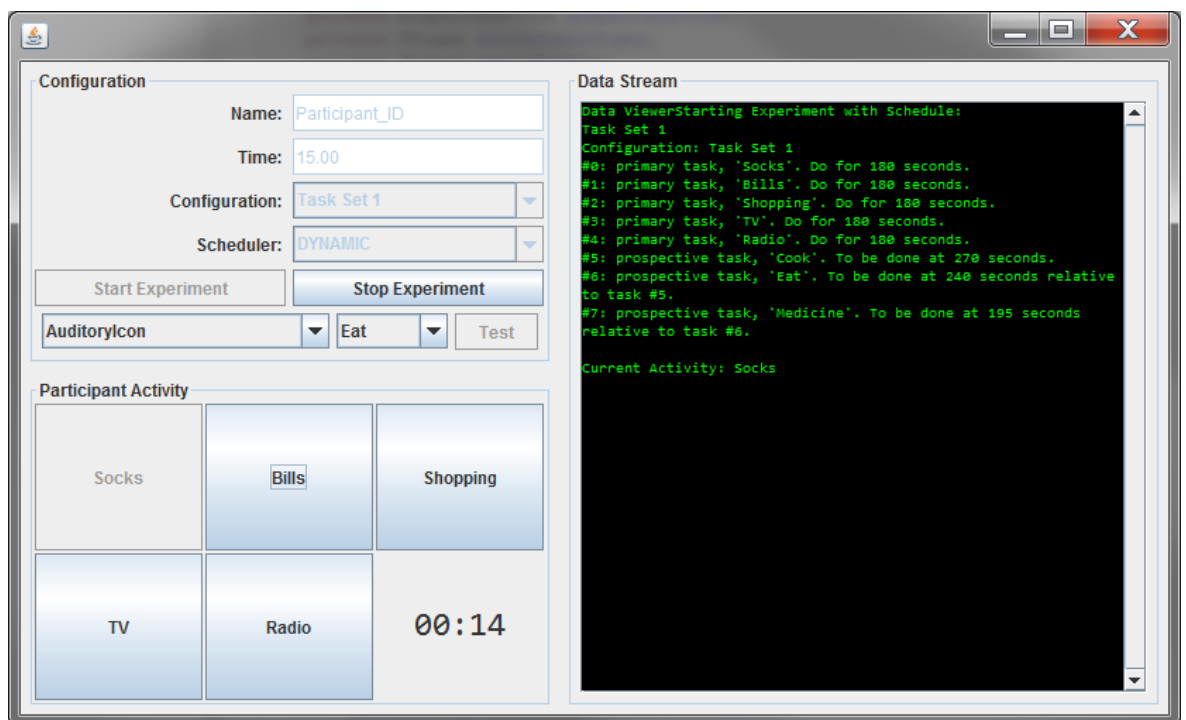 Configuration
Name: Participant_ID
Time: 15.00
Configuration: Task Set 1
Scheduler: DYNAMIC
Start Experiment Stop Experiment
AuditoryIcon Eat Test
Participant Activity
Socks Bills Shopping
TV Radio 00:14
Data Stream
Data ViewerStarting Experiment with Schedule:
Task Set 1
Configuration: Task Set 1
#0: primary task, `Socks`. Do for 180 seconds.
#1: primary task, `Bills`. Do for 180 seconds.
#2: primary task, `Shopping`. Do for 180 seconds.
#3: primary task, `TV`. Do for 180 seconds.
#4: primary task, `Radio`. Do for 180 seconds.
#5: prospective task, `Cook`. To be done at 270 seconds.
#6: prospective task, `Eat`. To be done at 240 seconds relative
to task #5.
#7: prospective task, `Medicine`. To be done at 195 seconds
relative to task #6.
Current Activity: Socks